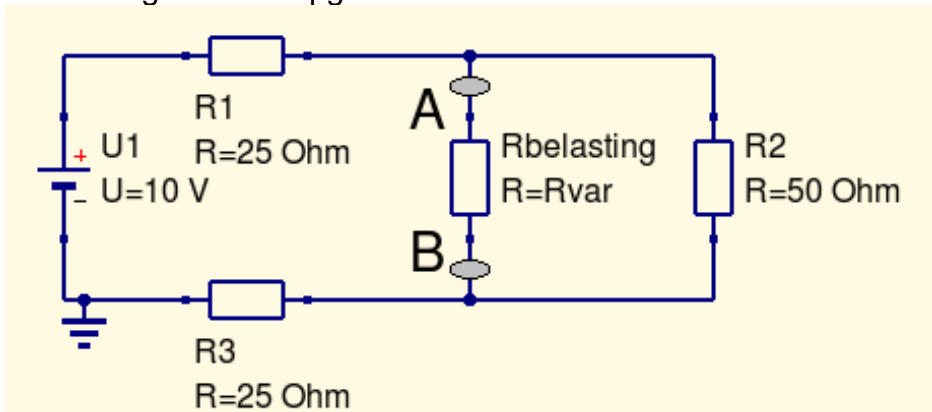 R1
R=25 Ohm
A
U1
U=10 V
+
−
Rbelasting
R=Rvar
R2
R=50 Ohm
B
R3
R=25 Ohm